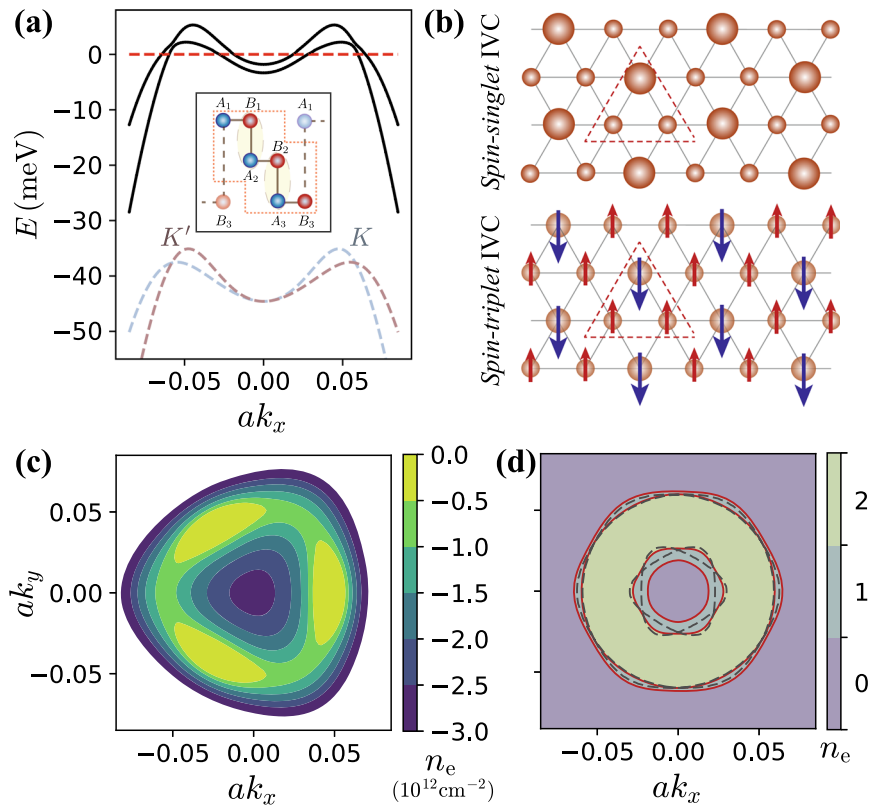 (a)
E (meV)
0
−10
−20
−30
−40
−50
A₁ B₁ A₁
B₂
A₂
B₃ A₃ B₃
K′ K
−0.05 0.00 0.05
akₓ
(b)
Spin-singlet IVC
Spin-triplet IVC
(c)
ak_y
0.05
0.00
−0.05
−0.05 0.00 0.05
akₓ
0.0
−0.5
−1.0
−1.5
−2.0
−2.5
−3.0
nₑ
(10¹²cm⁻²)
(d)
−0.05 0.00 0.05
akₓ
2
1
0
nₑ